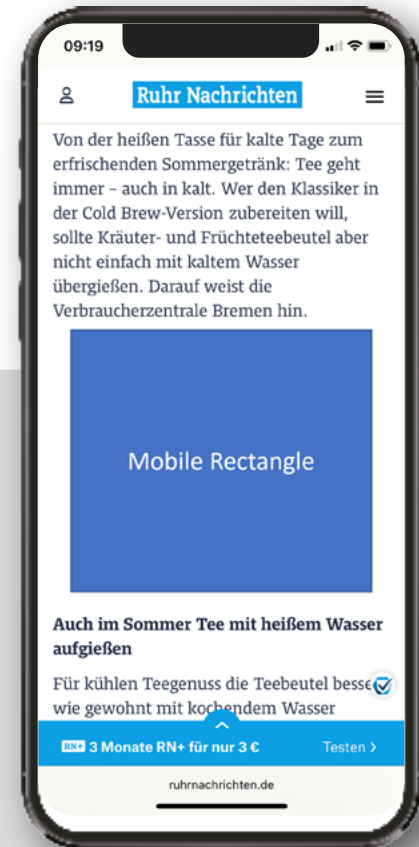 09:19
Ruhr Nachrichten
Von der heißen Tasse für kalte Tage zum
erfrischenden Sommergetränk: Tee geht
immer – auch in kalt. Wer den Klassiker in
der Cold Brew-Version zubereiten will,
sollte Kräuter- und Früchteteebeutel aber
nicht einfach mit kaltem Wasser
übergießen. Darauf weist die
Verbraucherzentrale Bremen hin.
Mobile Rectangle
Auch im Sommer Tee mit heißem Wasser
aufgießen
Für kühlen Teegenuss die Teebeutel besse
wie gewohnt mit kochendem Wasser
RN+ 3 Monate RN+ für nur 3 € Testen >
ruhrnachrichten.de